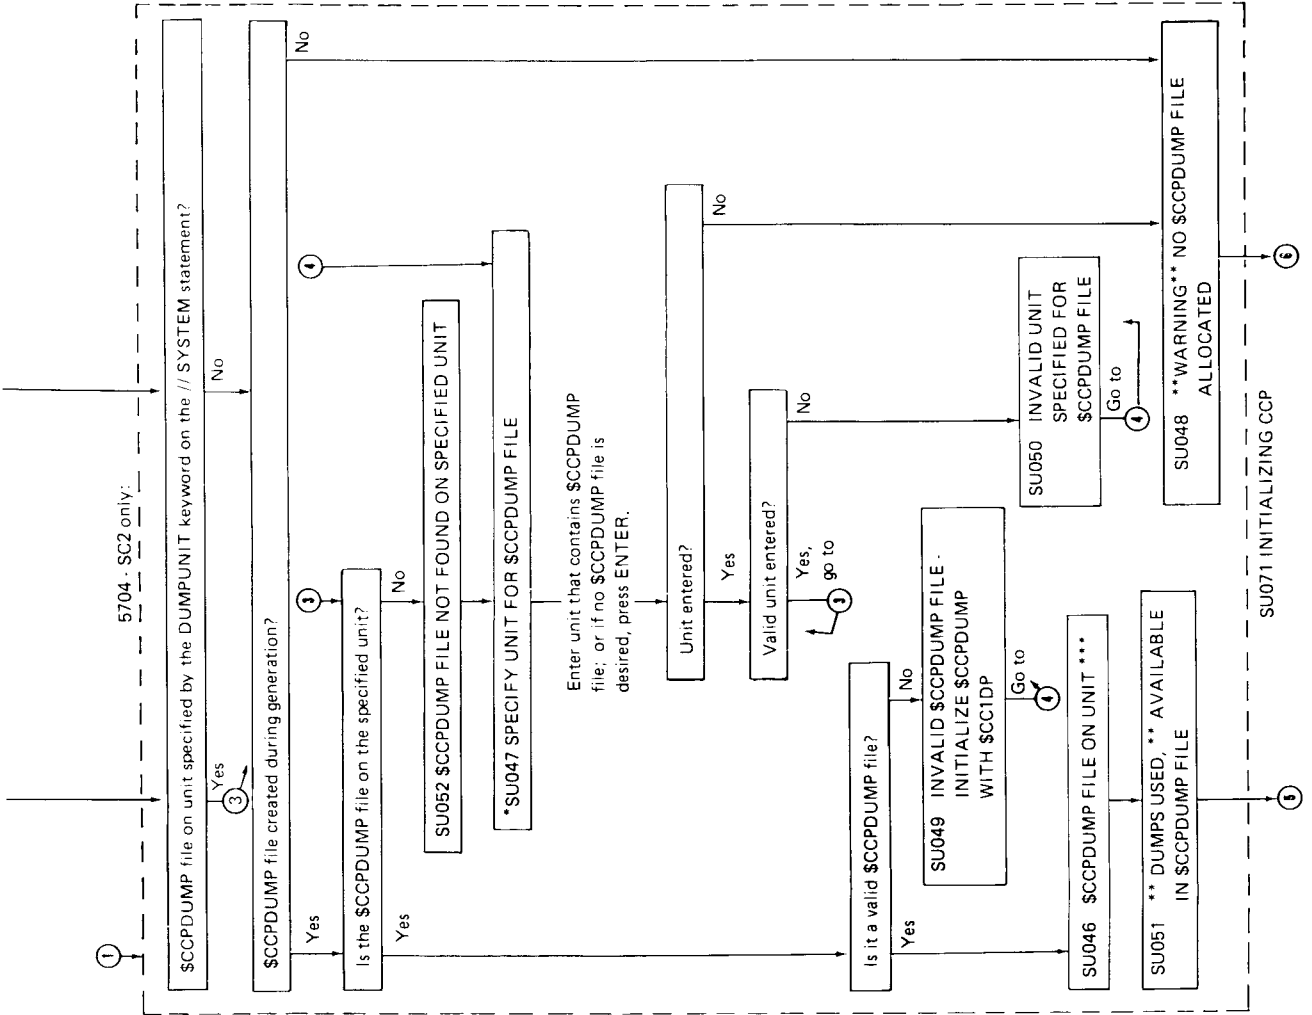 5704 - SC2 only:
1
$CCPDUMP file on unit specified by the DUMPUNIT keyword on the // SYSTEM statement?
Yes
No
3
$CCPDUMP file created during generation?
Yes
No
3
4
Is the $CCPDUMP file on the specified unit?
Yes
No
SU052 $CCPDUMP FILE NOT FOUND ON SPECIFIED UNIT
*SU047 SPECIFY UNIT FOR $CCPDUMP FILE
Enter unit that contains $CCPDUMP
file; or if no $CCPDUMP file is
desired, press ENTER.
Unit entered?
Yes
No
Valid unit entered?
Yes,
go to
No
3
Is it a valid $CCPDUMP file?
Yes
No
SU049 INVALID $CCPDUMP FILE -
INITIALIZE $CCPDUMP
WITH $CC1DP
Go to
4
SU050 INVALID UNIT
SPECIFIED FOR
$CCPDUMP FILE
Go to
4
SU046 $CCPDUMP FILE ON UNIT ***
SU051 ** DUMPS USED, ** AVAILABLE
IN $CCPDUMP FILE
SU048 **WARNING** NO $CCPDUMP FILE
ALLOCATED
SU071 INITIALIZING CCP
5
6